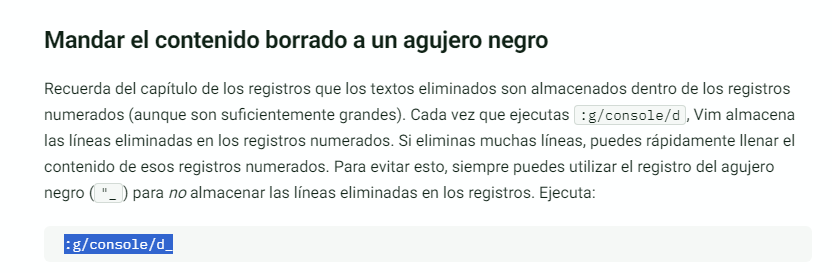 Mandar el contenido borrado a un agujero negro
Recuerda del capítulo de los registros que los textos eliminados son almacenados dentro de los registros
numerados (aunque son suficientemente grandes). Cada vez que ejecutas :g/console/d, Vim almacena
las líneas eliminadas en los registros numerados. Si eliminas muchas líneas, puedes rápidamente llenar el
contenido de esos registros numerados. Para evitar esto, siempre puedes utilizar el registro del agujero
negro ("_) para no almacenar las líneas eliminadas en los registros. Ejecuta:
:g/console/d_